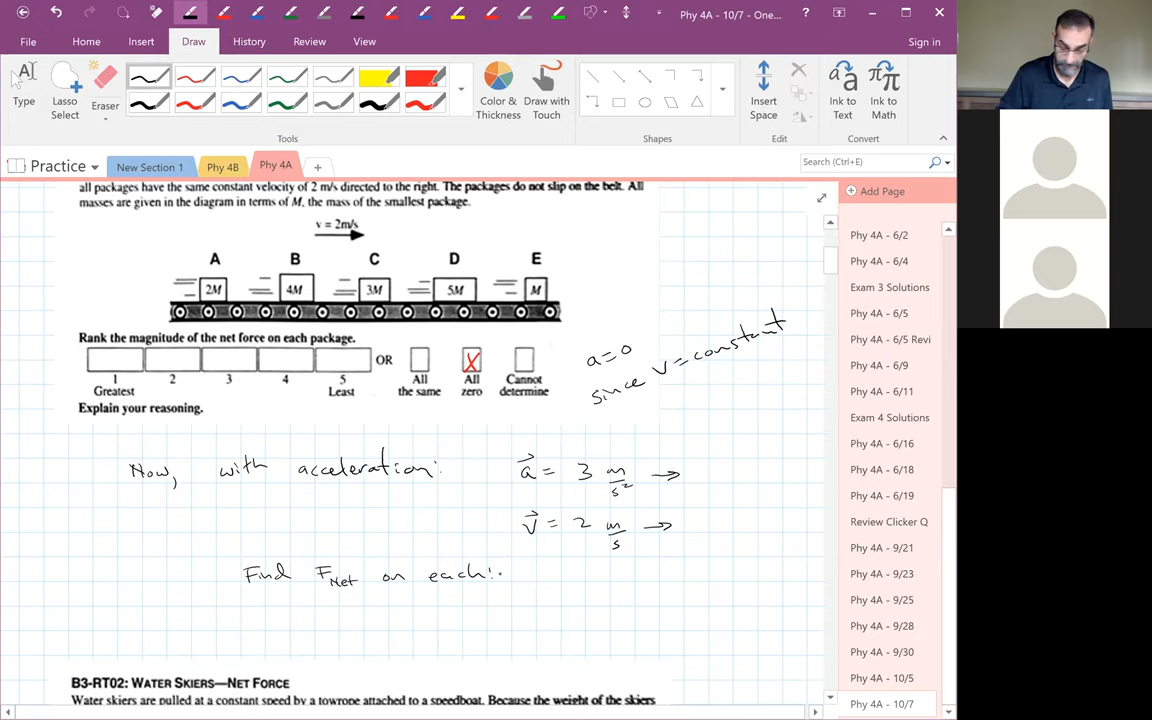 Phy 4A - 10/7 - One...
File Home Insert Draw History Review View Sign in
Type
Lasso Select
Eraser
Color & Thickness
Draw with Touch
Insert Space
Ink to Text
Ink to Math
Tools Shapes Edit Convert
Practice New Section 1 Phy 4B Phy 4A Search (Ctrl+E)
Add Page
all packages have the same constant velocity of 2 m/s directed to the right. The packages do not slip on the belt. All
masses are given in the diagram in terms of M, the mass of the smallest package.
v = 2m/s
A B C D E
2M 4M 3M 5M M
Rank the magnitude of the net force on each package.
X
OR
1 2 3 4 5 All All Cannot
Greatest Least the same zero determine
Explain your reasoning.
a=0
since v=constant
Now, with acceleration: a⃗ = 3 m/s² →
v⃗ = 2 m/s →
Find FNet on each:
B3-RT02: WATER SKIERS—NET FORCE
Water skiers are pulled at a constant speed by a towrope attached to a speedboat. Because the weight of the skiers
Phy 4A - 6/2
Phy 4A - 6/4
Exam 3 Solutions
Phy 4A - 6/5
Phy 4A - 6/5 Revi
Phy 4A - 6/9
Phy 4A - 6/11
Exam 4 Solutions
Phy 4A - 6/16
Phy 4A - 6/18
Phy 4A - 6/19
Review Clicker Q
Phy 4A - 9/21
Phy 4A - 9/23
Phy 4A - 9/25
Phy 4A - 9/28
Phy 4A - 9/30
Phy 4A - 10/5
Phy 4A - 10/7